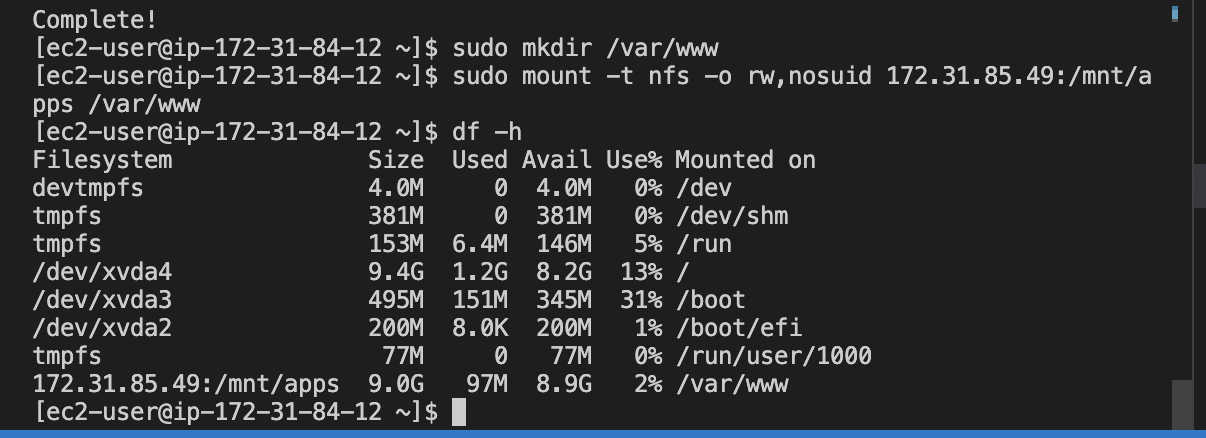 Complete!
[ec2-user@ip-172-31-84-12 ~]$ sudo mkdir /var/www
[ec2-user@ip-172-31-84-12 ~]$ sudo mount -t nfs -o rw,nosuid 172.31.85.49:/mnt/a
pps /var/www
[ec2-user@ip-172-31-84-12 ~]$ df -h
Filesystem              Size  Used Avail Use% Mounted on
devtmpfs                4.0M     0  4.0M   0% /dev
tmpfs                   381M     0  381M   0% /dev/shm
tmpfs                   153M  6.4M  146M   5% /run
/dev/xvda4              9.4G  1.2G  8.2G  13% /
/dev/xvda3              495M  151M  345M  31% /boot
/dev/xvda2              200M  8.0K  200M   1% /boot/efi
tmpfs                    77M     0   77M   0% /run/user/1000
172.31.85.49:/mnt/apps  9.0G   97M  8.9G   2% /var/www
[ec2-user@ip-172-31-84-12 ~]$